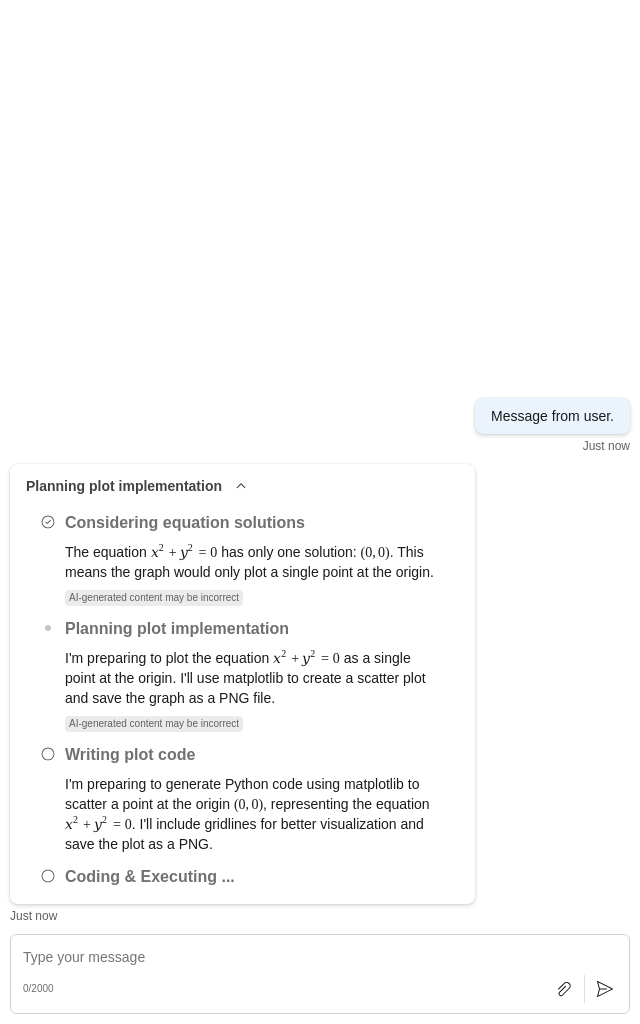 Message from user.
Just now
Planning plot implementation
Considering equation solutions
The equation x² + y² = 0 has only one solution: (0, 0). This
means the graph would only plot a single point at the origin.
AI-generated content may be incorrect
Planning plot implementation
I'm preparing to plot the equation x² + y² = 0 as a single
point at the origin. I'll use matplotlib to create a scatter plot
and save the graph as a PNG file.
AI-generated content may be incorrect
Writing plot code
I'm preparing to generate Python code using matplotlib to
scatter a point at the origin (0, 0), representing the equation
x² + y² = 0. I'll include gridlines for better visualization and
save the plot as a PNG.
Coding & Executing ...
Just now
Type your message
0/2000